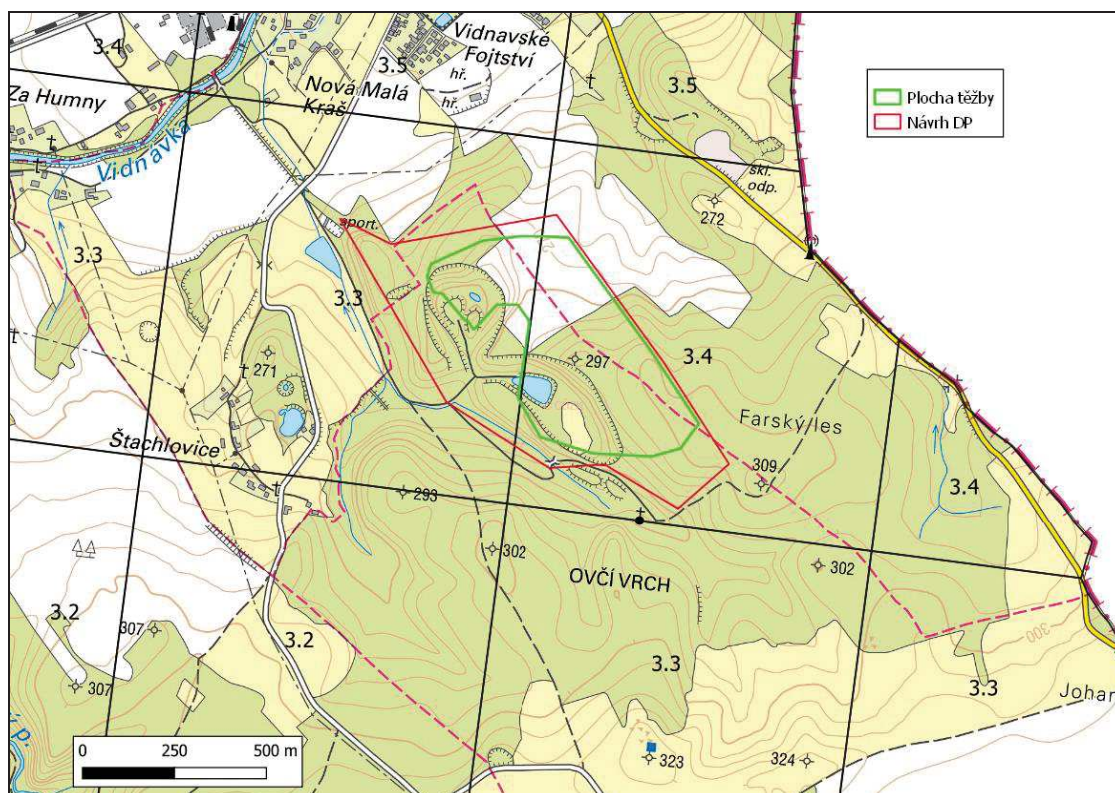 3.4
Vidnavské
Fojtství
hř.
hř.
3.5
3.5
Nová Malá
Kraš
Za Humny
Vidnávka
Plocha těžby
Návrh DP
skl.
odp.
272
sport.
3.3
3.3
3.4
297
271
Farský les
Štachlovice
309
3.4
293
302
OVČÍ VRCH
302
3.2
307
307
3.2
3.3
300
3.3
Johan
323
324
ý p.
0 250 500 m